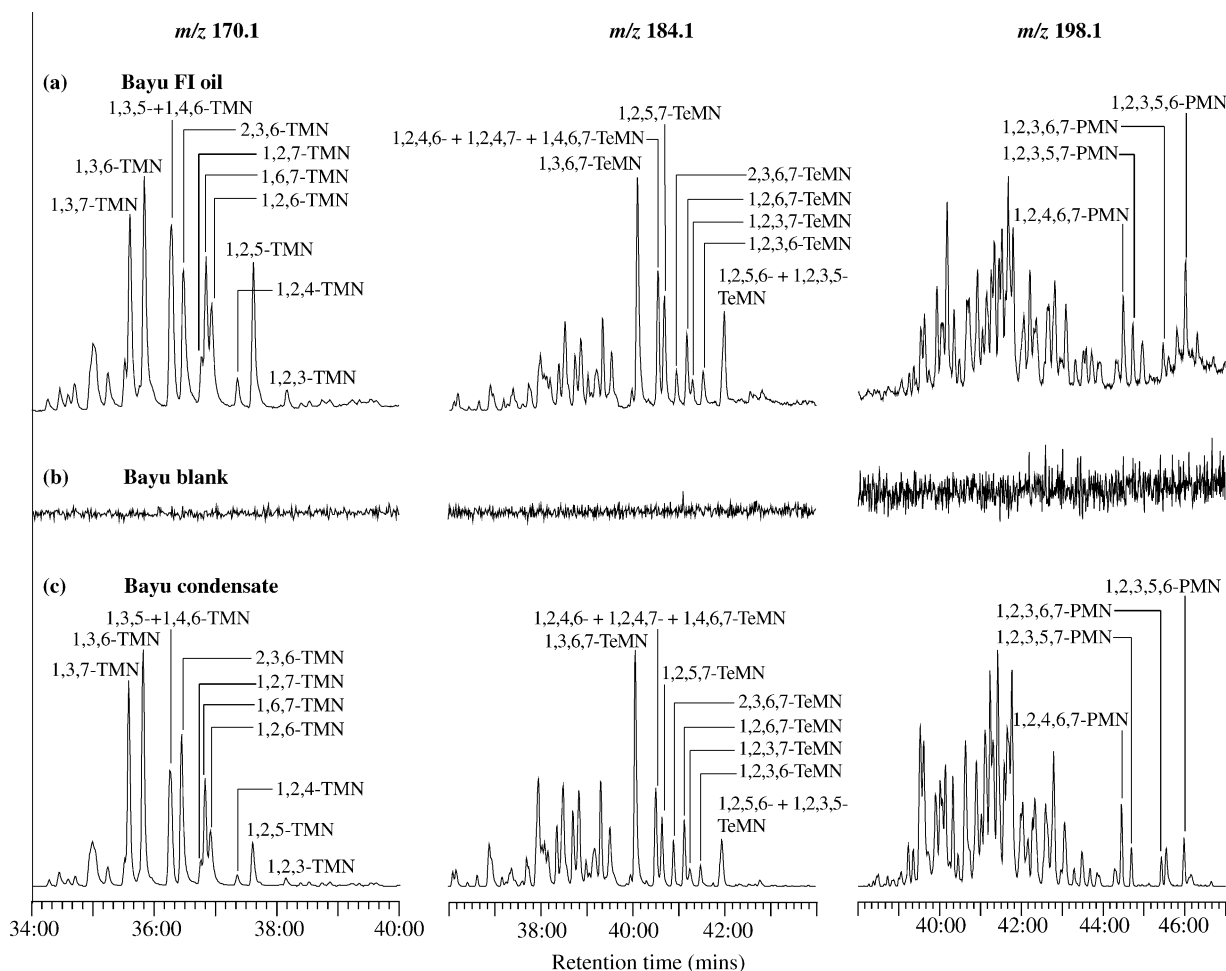 m/z 170.1
m/z 184.1
m/z 198.1
(a) Bayu FI oil
1,3,5-+1,4,6-TMN
2,3,6-TMN
1,2,7-TMN
1,3,6-TMN
1,6,7-TMN
1,2,6-TMN
1,3,7-TMN
1,2,5-TMN
1,2,4-TMN
1,2,3-TMN
1,2,5,7-TeMN
1,2,4,6- + 1,2,4,7- + 1,4,6,7-TeMN
1,3,6,7-TeMN
2,3,6,7-TeMN
1,2,6,7-TeMN
1,2,3,7-TeMN
1,2,3,6-TeMN
1,2,5,6- + 1,2,3,5-
TeMN
1,2,3,5,6-PMN
1,2,3,6,7-PMN
1,2,3,5,7-PMN
1,2,4,6,7-PMN
(b) Bayu blank
(c) Bayu condensate
1,3,5-+1,4,6-TMN
1,3,6-TMN
2,3,6-TMN
1,3,7-TMN
1,2,7-TMN
1,6,7-TMN
1,2,6-TMN
1,2,4-TMN
1,2,5-TMN
1,2,3-TMN
1,2,4,6- + 1,2,4,7- + 1,4,6,7-TeMN
1,3,6,7-TeMN
1,2,5,7-TeMN
2,3,6,7-TeMN
1,2,6,7-TeMN
1,2,3,7-TeMN
1,2,3,6-TeMN
1,2,5,6- + 1,2,3,5-
TeMN
1,2,3,5,6-PMN
1,2,3,6,7-PMN
1,2,3,5,7-PMN
1,2,4,6,7-PMN
34:00 36:00 38:00 40:00
38:00 40:00 42:00
40:00 42:00 44:00 46:00
Retention time (mins)